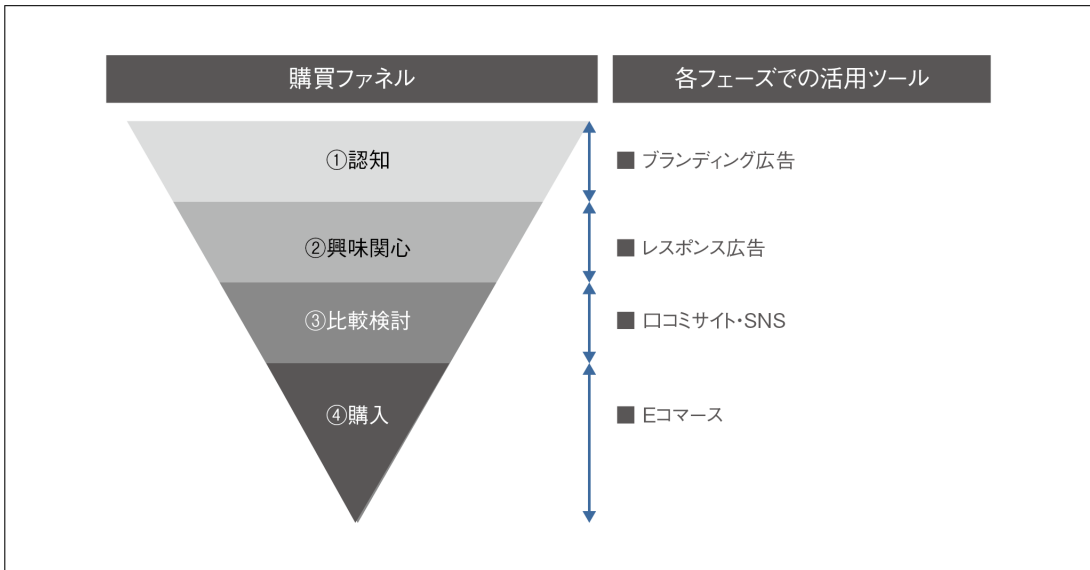 購買ファネル
各フェーズでの活用ツール
①認知
■ ブランディング広告
②興味関心
■ レスポンス広告
③比較検討
■ 口コミサイト・SNS
④購入
■ Eコマース